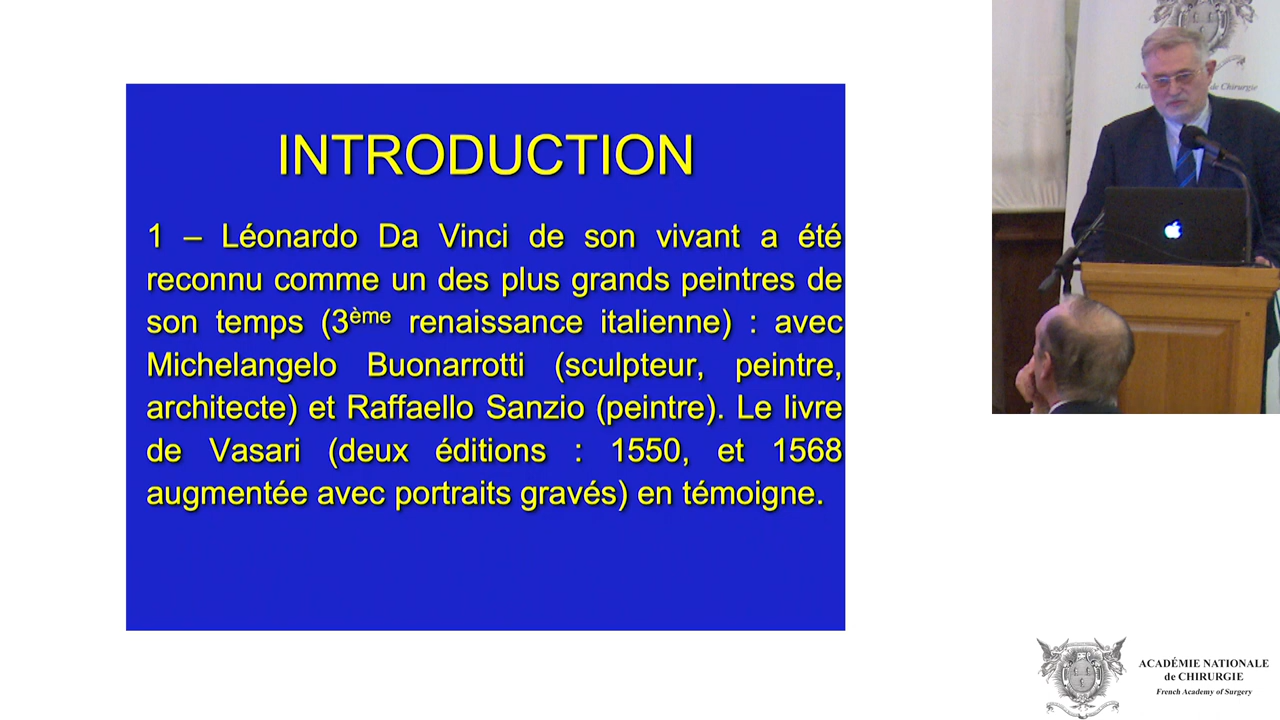 INTRODUCTION
1 – Léonardo Da Vinci de son vivant a été
reconnu comme un des plus grands peintres de
son temps (3ème renaissance italienne) : avec
Michelangelo Buonarrotti (sculpteur, peintre,
architecte) et Raffaello Sanzio (peintre). Le livre
de Vasari (deux éditions : 1550, et 1568
augmentée avec portraits gravés) en témoigne.
de Chirurgie
ACADÉMIE NATIONALE
de CHIRURGIE
French Academy of Surgery